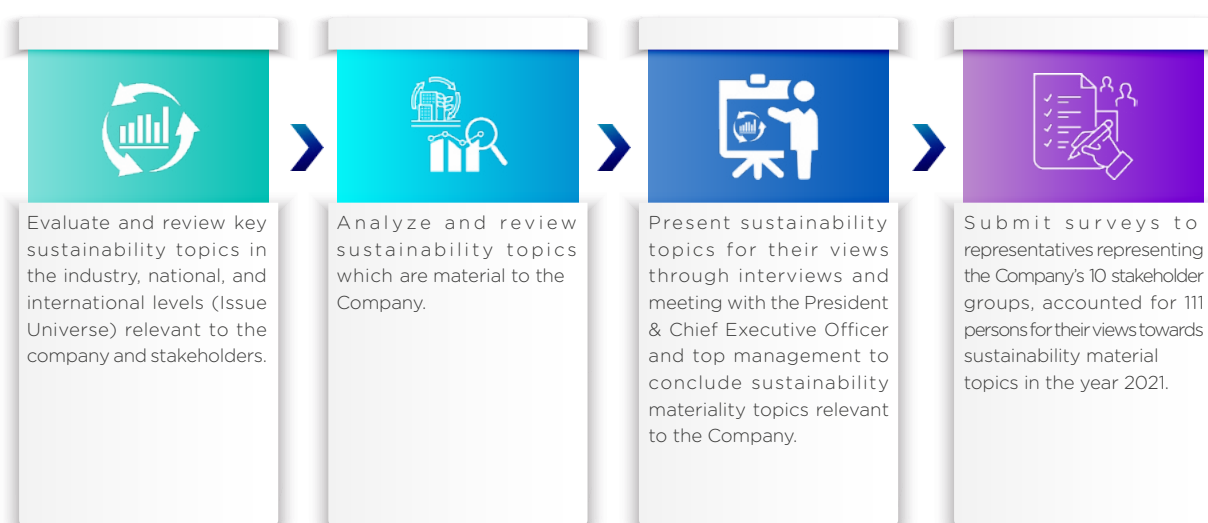 Evaluate and review key
sustainability topics in
the industry, national, and
international levels (Issue
Universe) relevant to the
company and stakeholders.
Analyze and review
sustainability topics
which are material to the
Company.
Present sustainability
topics for their views
through interviews and
meeting with the President
& Chief Executive Officer
and top management to
conclude sustainability
materiality topics relevant
to the Company.
Submit surveys to
representatives representing
the Company's 10 stakeholder
groups, accounted for 111
persons for their views towards
sustainability material
topics in the year 2021.